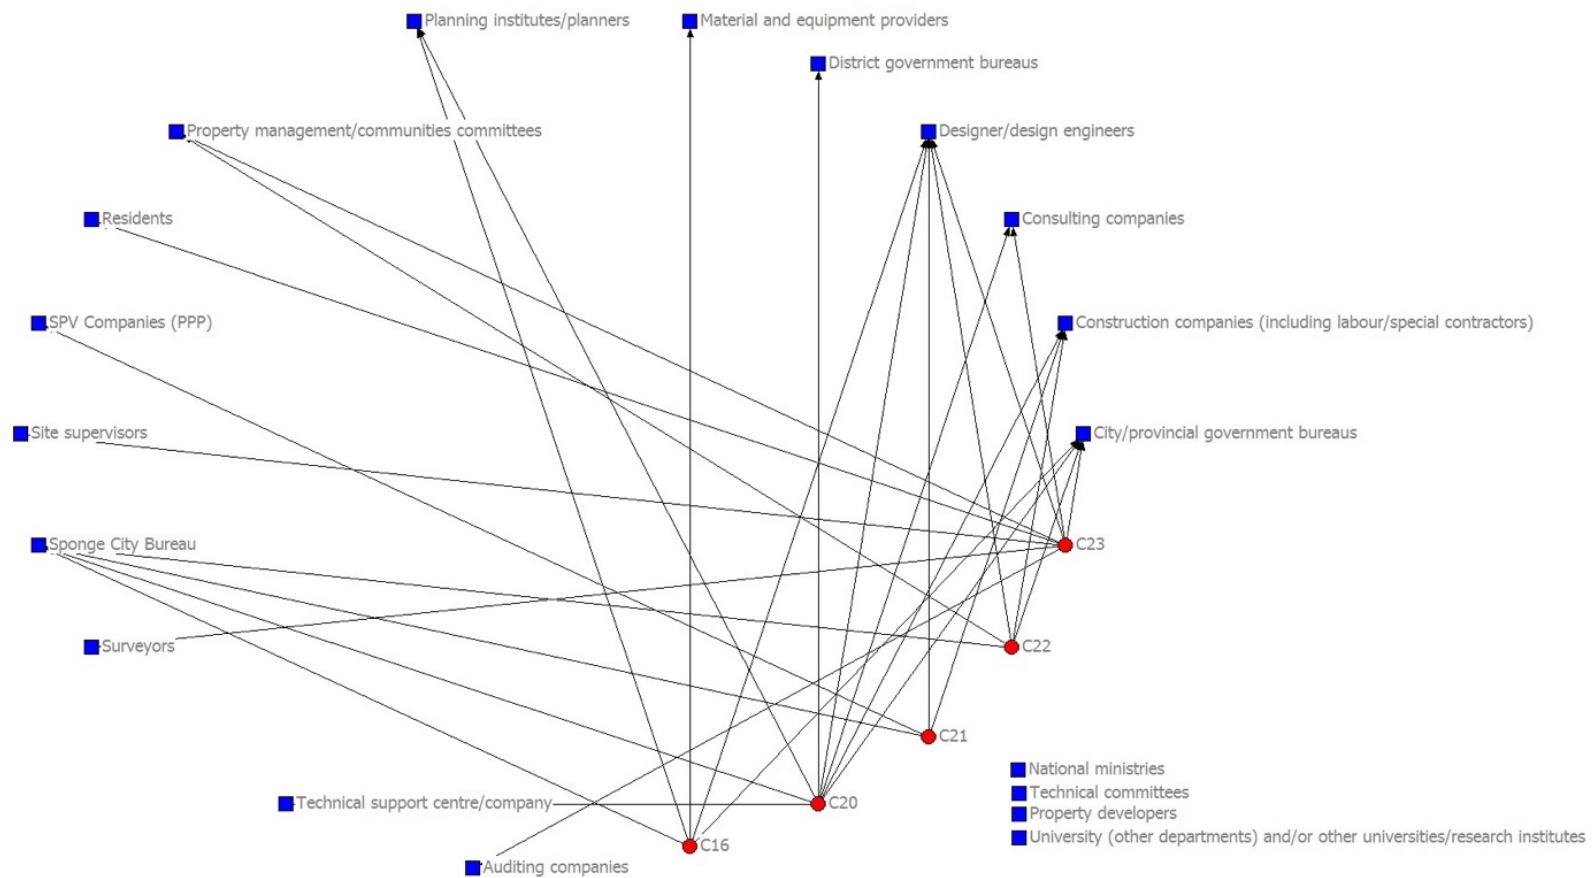 Planning institutes/planners
Material and equipment providers
District government bureaus
Property management/communities committees
Designer/design engineers
Residents
Consulting companies
SPV Companies (PPP)
Construction companies (including labour/special contractors)
Site supervisors
City/provincial government bureaus
Sponge City Bureau
C23
Surveyors
C22
C21
National ministries
Technical committees
Technical support centre/company
C20
Property developers
University (other departments) and/or other universities/research institutes
C16
Auditing companies